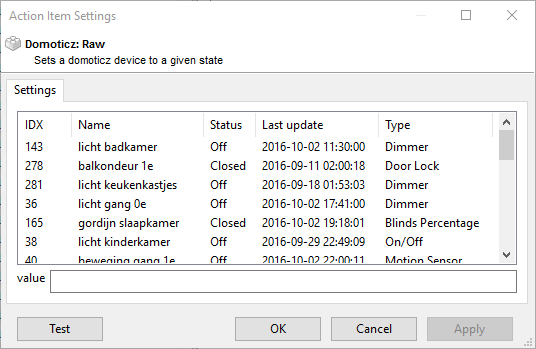 Action Item Settings
Domoticz: Raw
Sets a domoticz device to a given state
Settings
IDX Name Status Last update Type
143 licht badkamer Off 2016-10-02 11:30:00 Dimmer
278 balkondeur 1e Closed 2016-09-11 02:00:18 Door Lock
281 licht keukenkastjes Off 2016-09-18 01:53:03 Dimmer
36 licht gang 0e Off 2016-10-02 17:41:00 Dimmer
165 gordijn slaapkamer Closed 2016-10-02 19:18:01 Blinds Percentage
38 licht kinderkamer Off 2016-09-29 22:49:09 On/Off
40 beweging gang 1e Off 2016-10-02 22:00:11 Motion Sensor
value
Test OK Cancel Apply